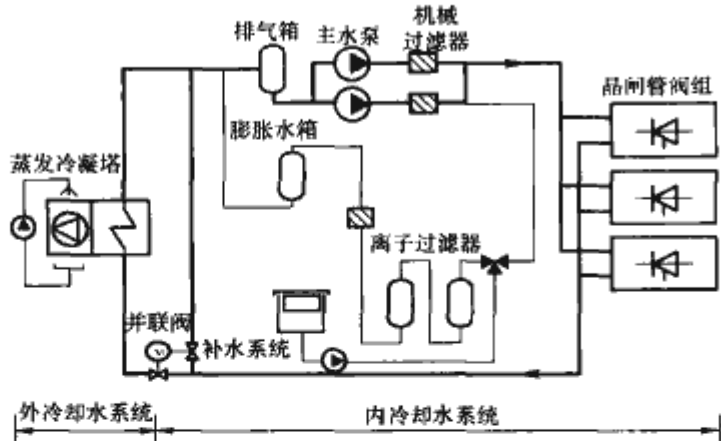 排气箱
主水泵
机械
过滤器
晶闸管阀组
膨胀水箱
蒸发冷凝塔
离子过滤器
并联阀
补水系统
外冷却水系统
内冷却水系统